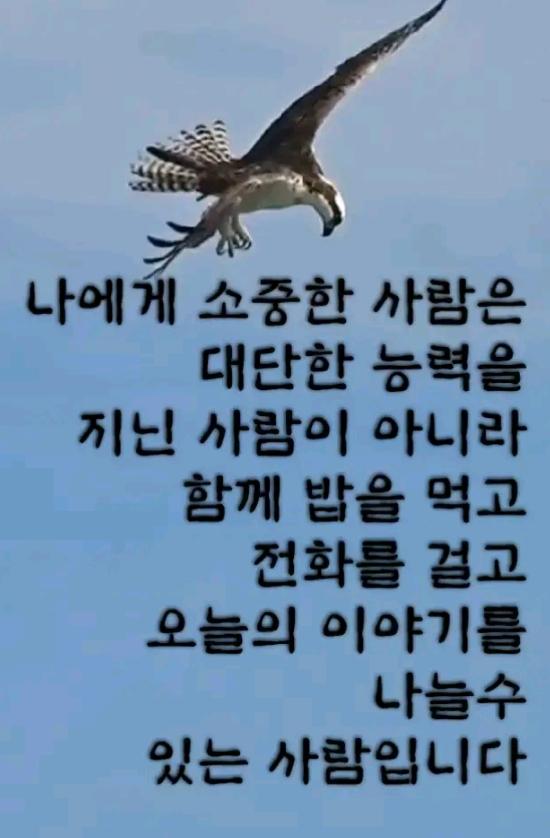 나에게 소중한 사람은
대단한 능력을
지닌 사람이 아니라
함께 밥을 먹고
전화를 걸고
오늘의 이야기를
나늘수
있는 사람입니다